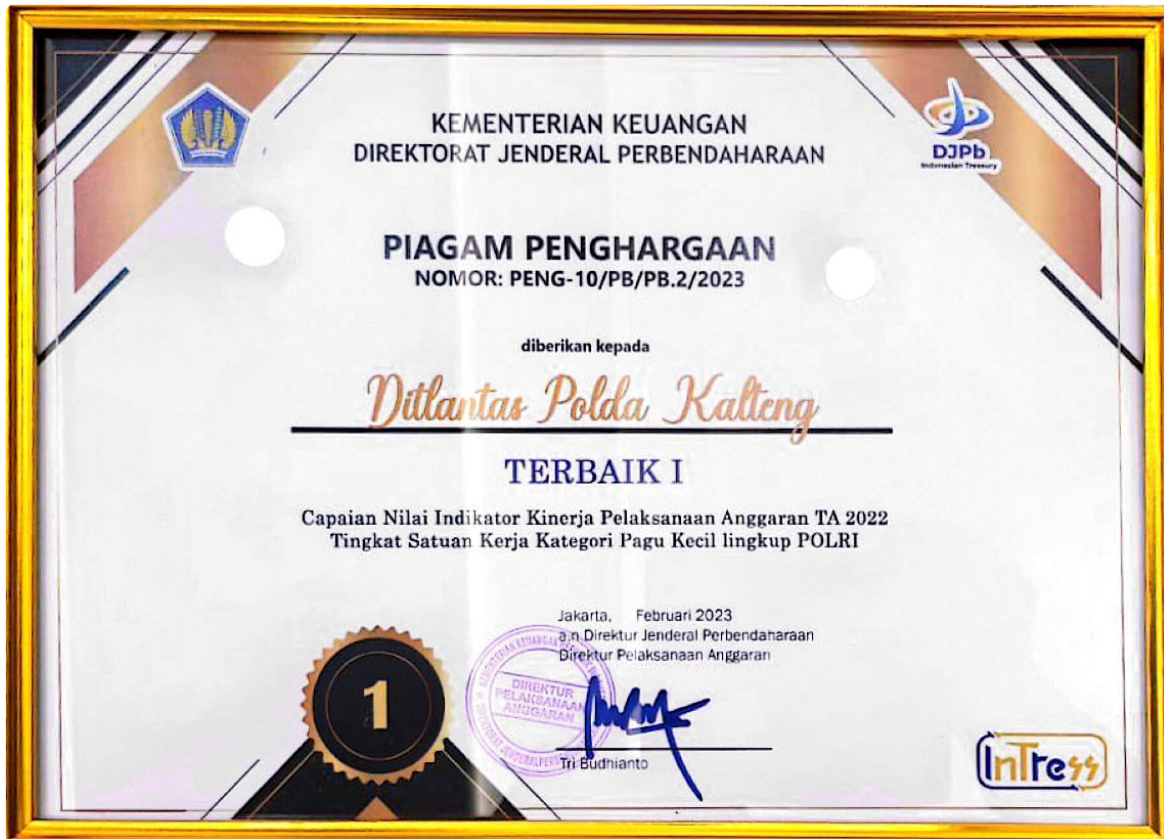 KEMENTERIAN KEUANGAN
DIREKTORAT JENDERAL PERBENDAHARAAN
DJPb
Indonesian Treasury
PIAGAM PENGHARGAAN
NOMOR: PENG-10/PB/PB.2/2023
diberikan kepada
Ditlantas Polda Kalteng
TERBAIK I
Capaian Nilai Indikator Kinerja Pelaksanaan Anggaran TA 2022
Tingkat Satuan Kerja Kategori Pagu Kecil lingkup POLRI
Jakarta, Februari 2023
a.n Direktur Jenderal Perbendaharaan
Direktur Pelaksanaan Anggaran
DIREKTUR
PELAKSANAAN
ANGGARAN
1
Tri Budhianto
InTress